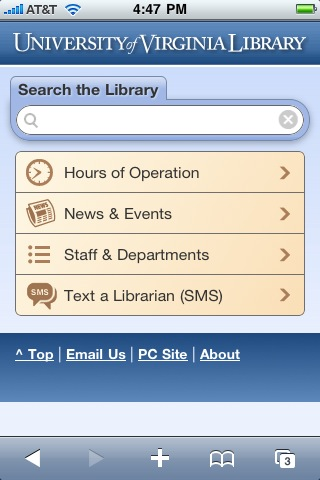 AT&T 4:47 PM
UNIVERSITY of VIRGINIA LIBRARY
Search the Library
Hours of Operation
NEWS
News & Events
Staff & Departments
SMS
Text a Librarian (SMS)
^ Top | Email Us | PC Site | About
3